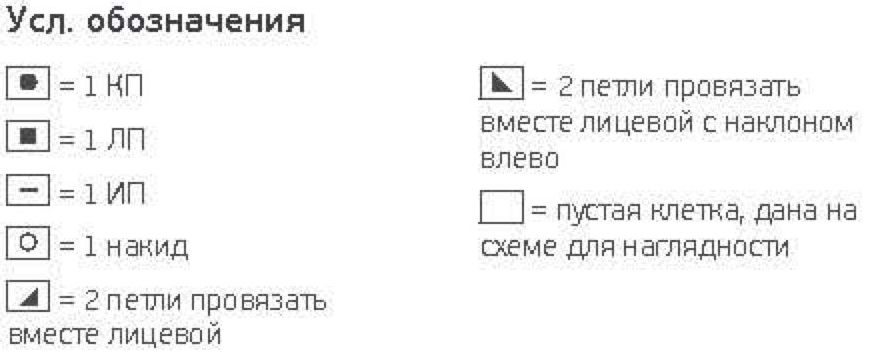 Усл. обозначения
= 1 КП
= 1 ЛП
= 1 ИП
= 1 накид
= 2 петли провязать
вместе лицевой
= 2 петли провязать
вместе лицевой с наклоном
влево
= пустая клетка, дана на
схеме для наглядности